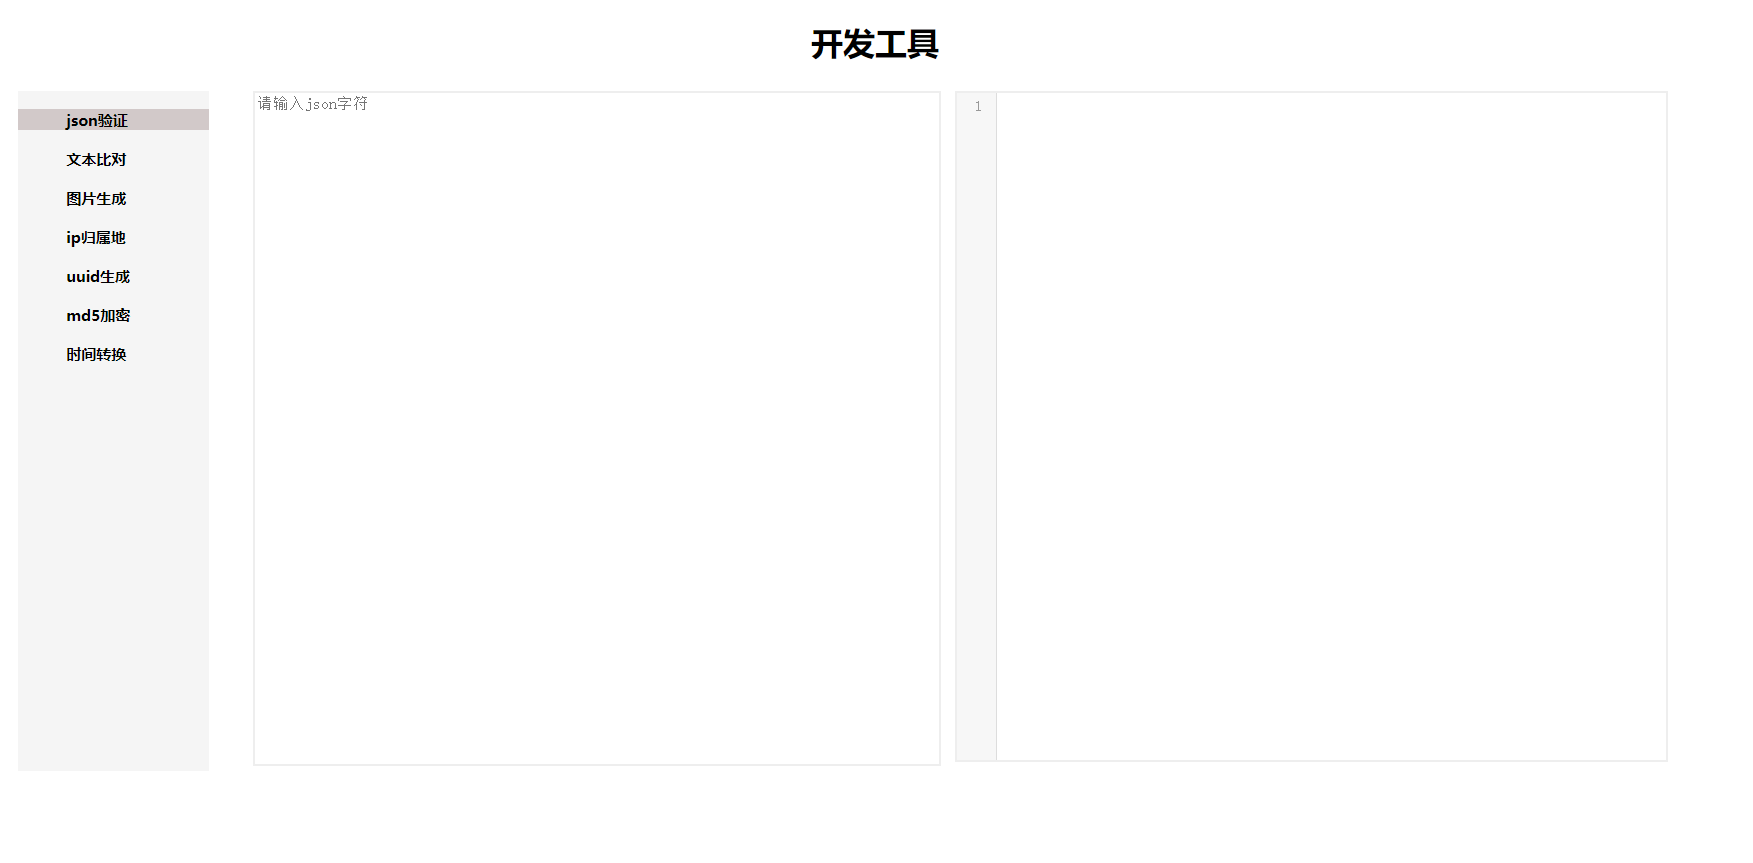 开发工具
json验证
文本比对
图片生成
ip归属地
uuid生成
md5加密
时间转换
请输入json字符
1